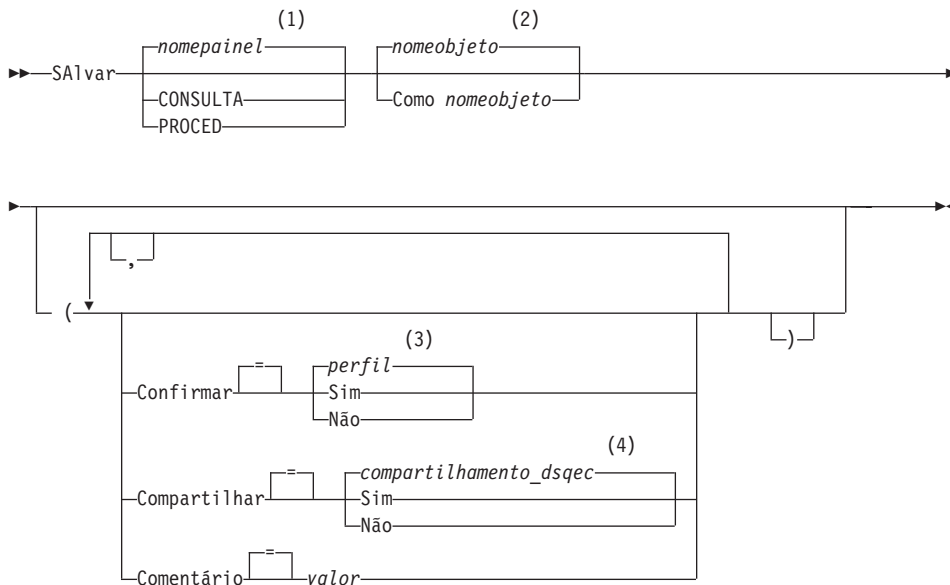 (1) (2)
nomepainel nomeobjeto
SAlvar
CONSULTA Como nomeobjeto
PROCED
,
( )
(3)
perfil
Confirmar = Sim
Não
(4)
compartilhamento_dsqec
Compartilhar = Sim
Não
Comentário = valor